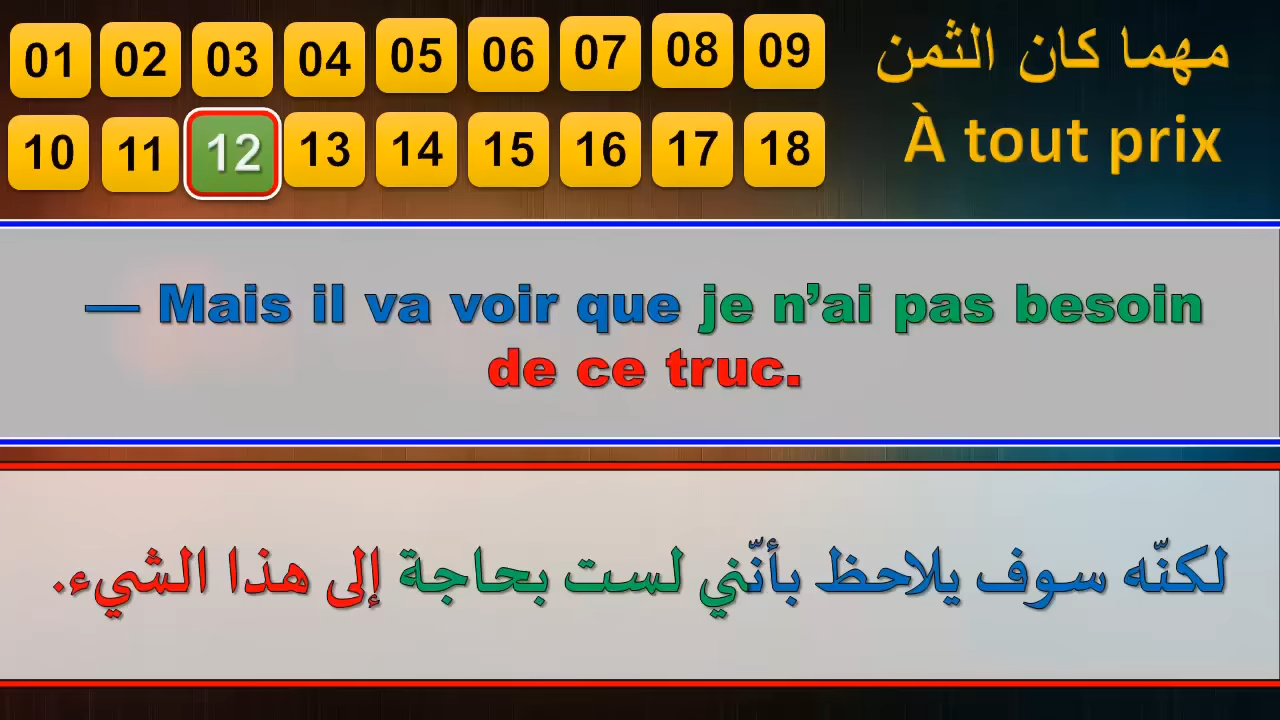 01 02 03 04 05 06 07 08 09
10 11 12 13 14 15 16 17 18
مهما كان الثمن
À tout prix
— Mais il va voir que je n’ai pas besoin
de ce truc.
لكنّه سوف يلاحظ بأنّني لست بحاجة إلى هذا الشيء.